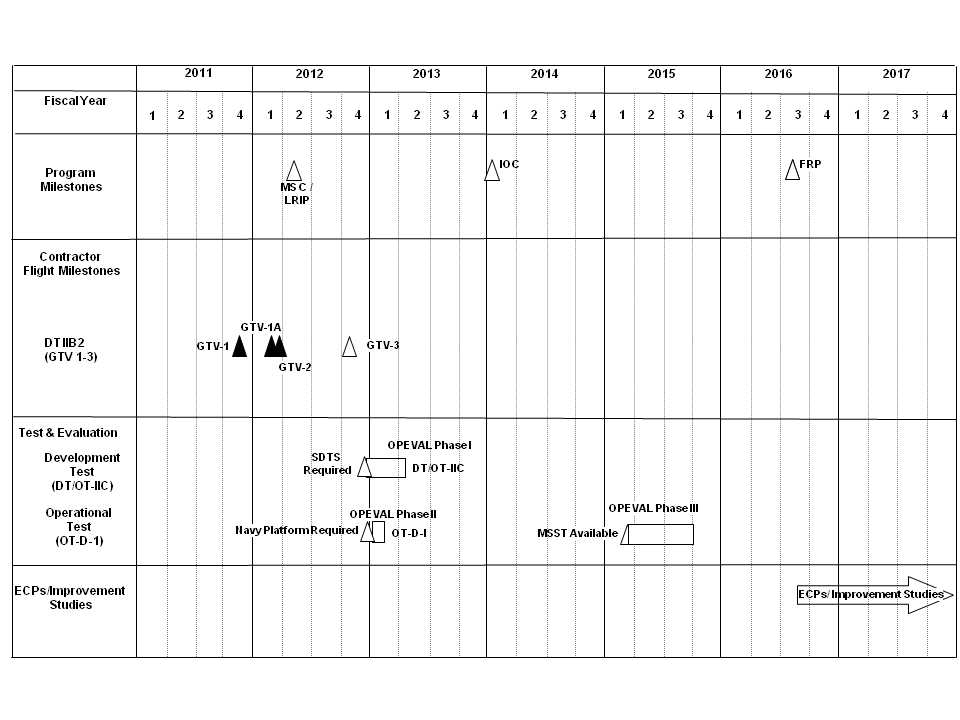 2011 2012 2013 2014 2015 2016 2017
Fiscal Year
1 2 3 4 1 2 3 4 1 2 3 4 1 2 3 4 1 2 3 4 1 2 3 4 1 2 3 4
Program
Milestones
MS C /
LRIP
IOC
FRP
Contractor
Flight Milestones
DT IIB2
(GTV 1-3)
GTV-1
GTV-1A
GTV-2
GTV-3
Test & Evaluation
Development
Test
(DT/OT-IIC)
SDTS
Required
OPEVAL Phase I
DT/OT-IIC
Operational
Test
(OT-D-1)
Navy Platform Required
OPEVAL Phase II
OT-D-I
MSST Available
OPEVAL Phase III
ECPs/Improvement
Studies
ECPs/ Improvement Studies